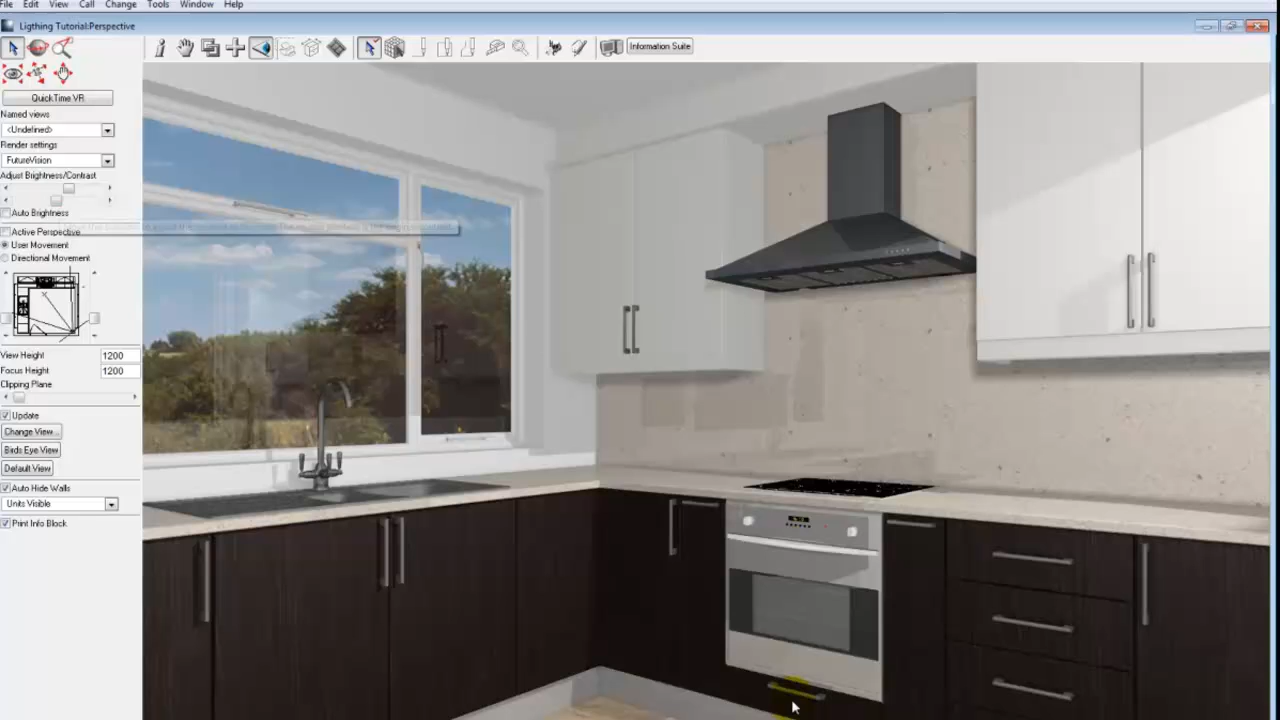 File Edit View Call Change Tools Window Help
Ligthing Tutorial:Perspective
Information Suite
QuickTime VR
Named views
<Undefined>
Render settings
FutureVision
Adjust Brightness/Contrast
Auto Brightness
Active Perspective
User Movement
Directional Movement
View Height 1200
Focus Height 1200
Clipping Plane
Update
Change View...
Birds Eye View
Default View
Auto Hide Walls
Units Visible
Print Info Block